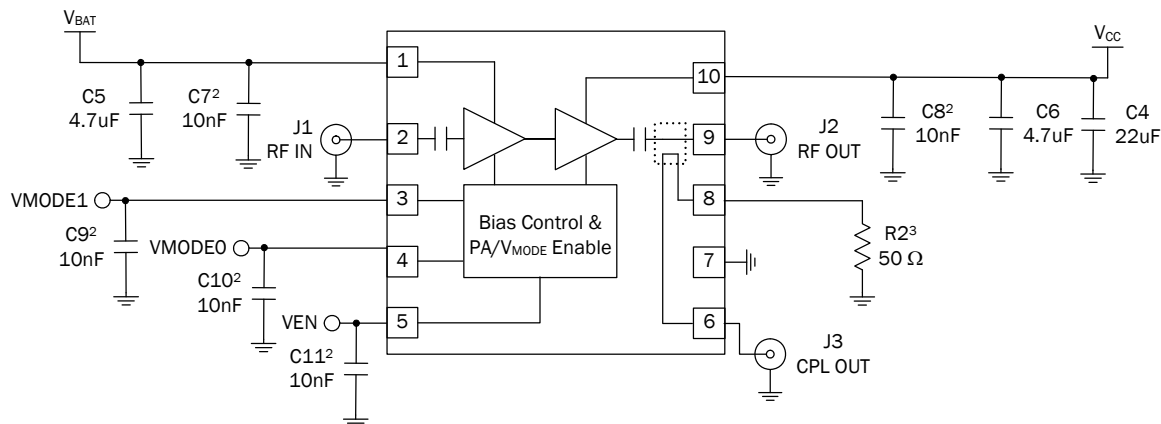 VBAT
C5
4.7uF
C7²
10nF
J1
RF IN
VMODE1
C9²
10nF
VMODE0
C10²
10nF
VEN
C11²
10nF
1
2
3
4
5
Bias Control &
PA/VMODE Enable
10
9
8
7
6
J2
RF OUT
J3
CPL OUT
R2³
50 Ω
C8²
10nF
C6
4.7uF
C4
22uF
VCC